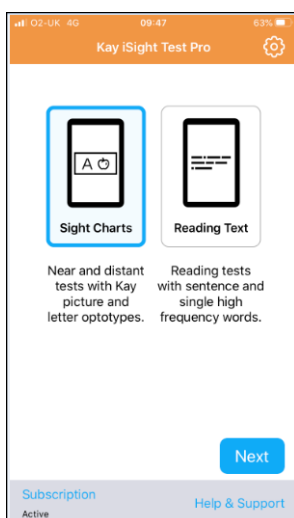 O2-UK 4G 09:47 63%
Kay iSight Test Pro
A
Sight Charts
Reading Text
Near and distant
tests with Kay
picture and
letter optotypes.
Reading tests
with sentence and
single high
frequency words.
Next
Subscription
Active
Help & Support